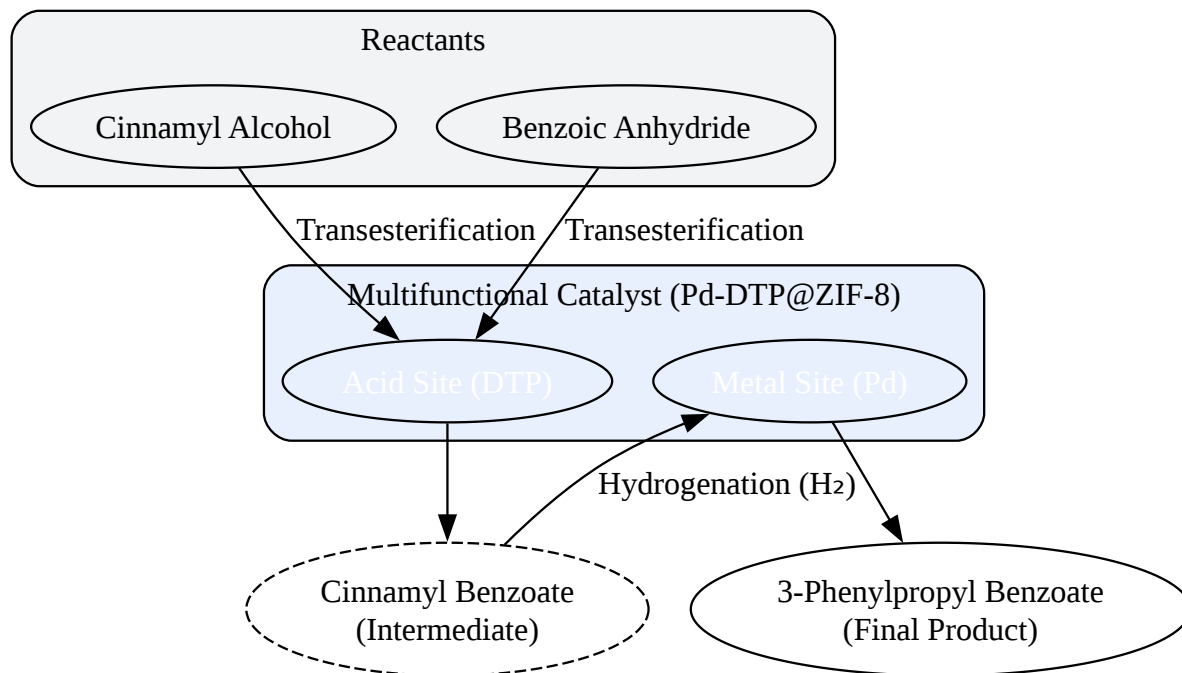 Reactants
Cinnamyl Alcohol
Benzoic Anhydride
Transesterification
Transesterification
Multifunctional Catalyst (Pd-DTP@ZIF-8)
Acid Site (DTP)
Metal Site (Pd)
Hydrogenation (H₂)
Cinnamyl Benzoate
(Intermediate)
3-Phenylpropyl Benzoate
(Final Product)